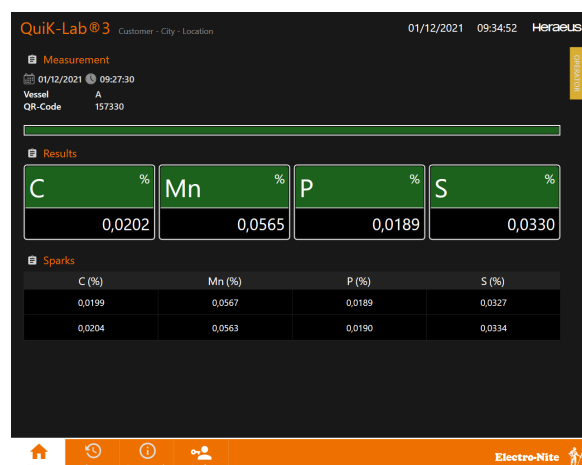 QuiK-Lab®3 Customer - City - Location 01/12/2021 09:34:52 Heraeus
OPERATOR
Measurement
01/12/2021 09:27:30
Vessel A
QR-Code 157330
Results
C % Mn % P % S %
0,0202 0,0565 0,0189 0,0330
Sparks
C (%) Mn (%) P (%) S (%)
0,0199 0,0567 0,0189 0,0327
0,0204 0,0563 0,0190 0,0334
Electro-Nite